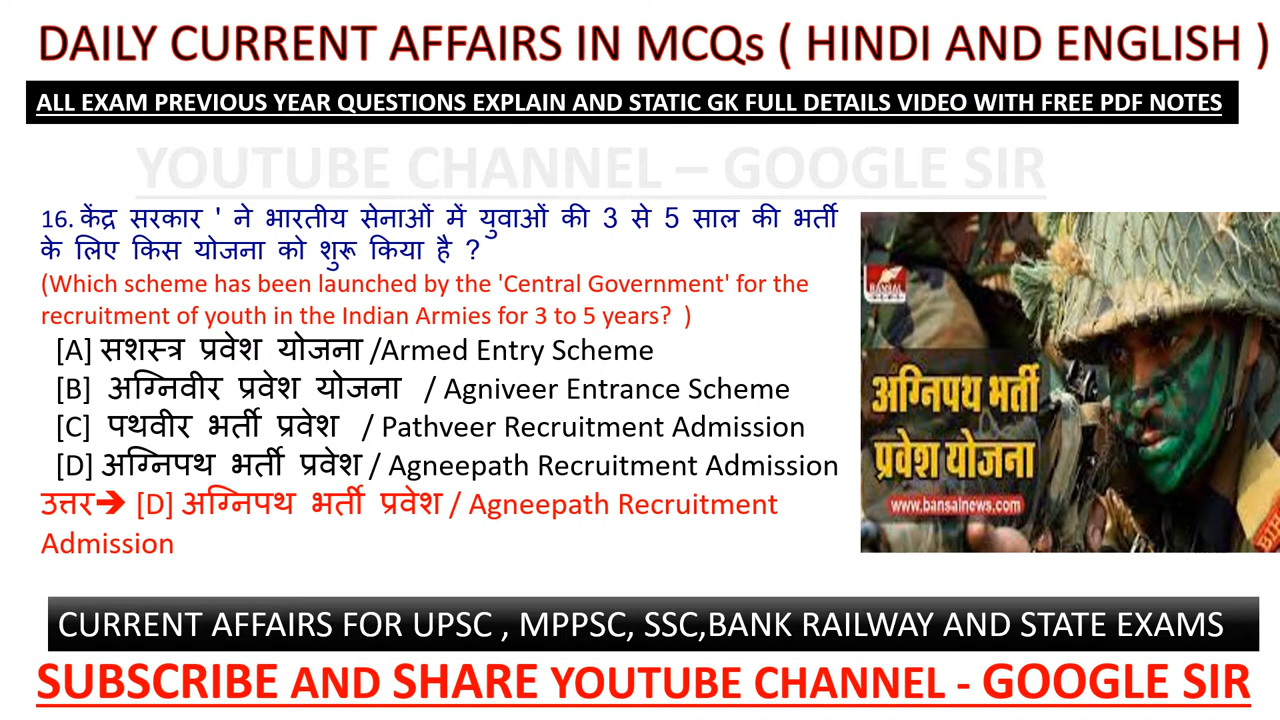 DAILY CURRENT AFFAIRS IN MCQs ( HINDI AND ENGLISH )
ALL EXAM PREVIOUS YEAR QUESTIONS EXPLAIN AND STATIC GK FULL DETAILS VIDEO WITH FREE PDF NOTES
YOUTUBE CHANNEL – GOOGLE SIR
16. केंद्र सरकार ' ने भारतीय सेनाओं में युवाओं की 3 से 5 साल की भर्ती
के लिए किस योजना को शुरू किया है ?
(Which scheme has been launched by the 'Central Government' for the
recruitment of youth in the Indian Armies for 3 to 5 years? )
[A] सशस्त्र प्रवेश योजना /Armed Entry Scheme
[B] अग्निवीर प्रवेश योजना / Agniveer Entrance Scheme
[C] पथवीर भर्ती प्रवेश / Pathveer Recruitment Admission
[D] अग्निपथ भर्ती प्रवेश / Agneepath Recruitment Admission
उत्तर➔ [D] अग्निपथ भर्ती प्रवेश / Agneepath Recruitment
Admission
BANSAL
NEWS
अग्निपथ भर्ती
प्रवेश योजना
www.bansalnews.com
CURRENT AFFAIRS FOR UPSC , MPPSC, SSC,BANK RAILWAY AND STATE EXAMS
SUBSCRIBE AND SHARE YOUTUBE CHANNEL - GOOGLE SIR